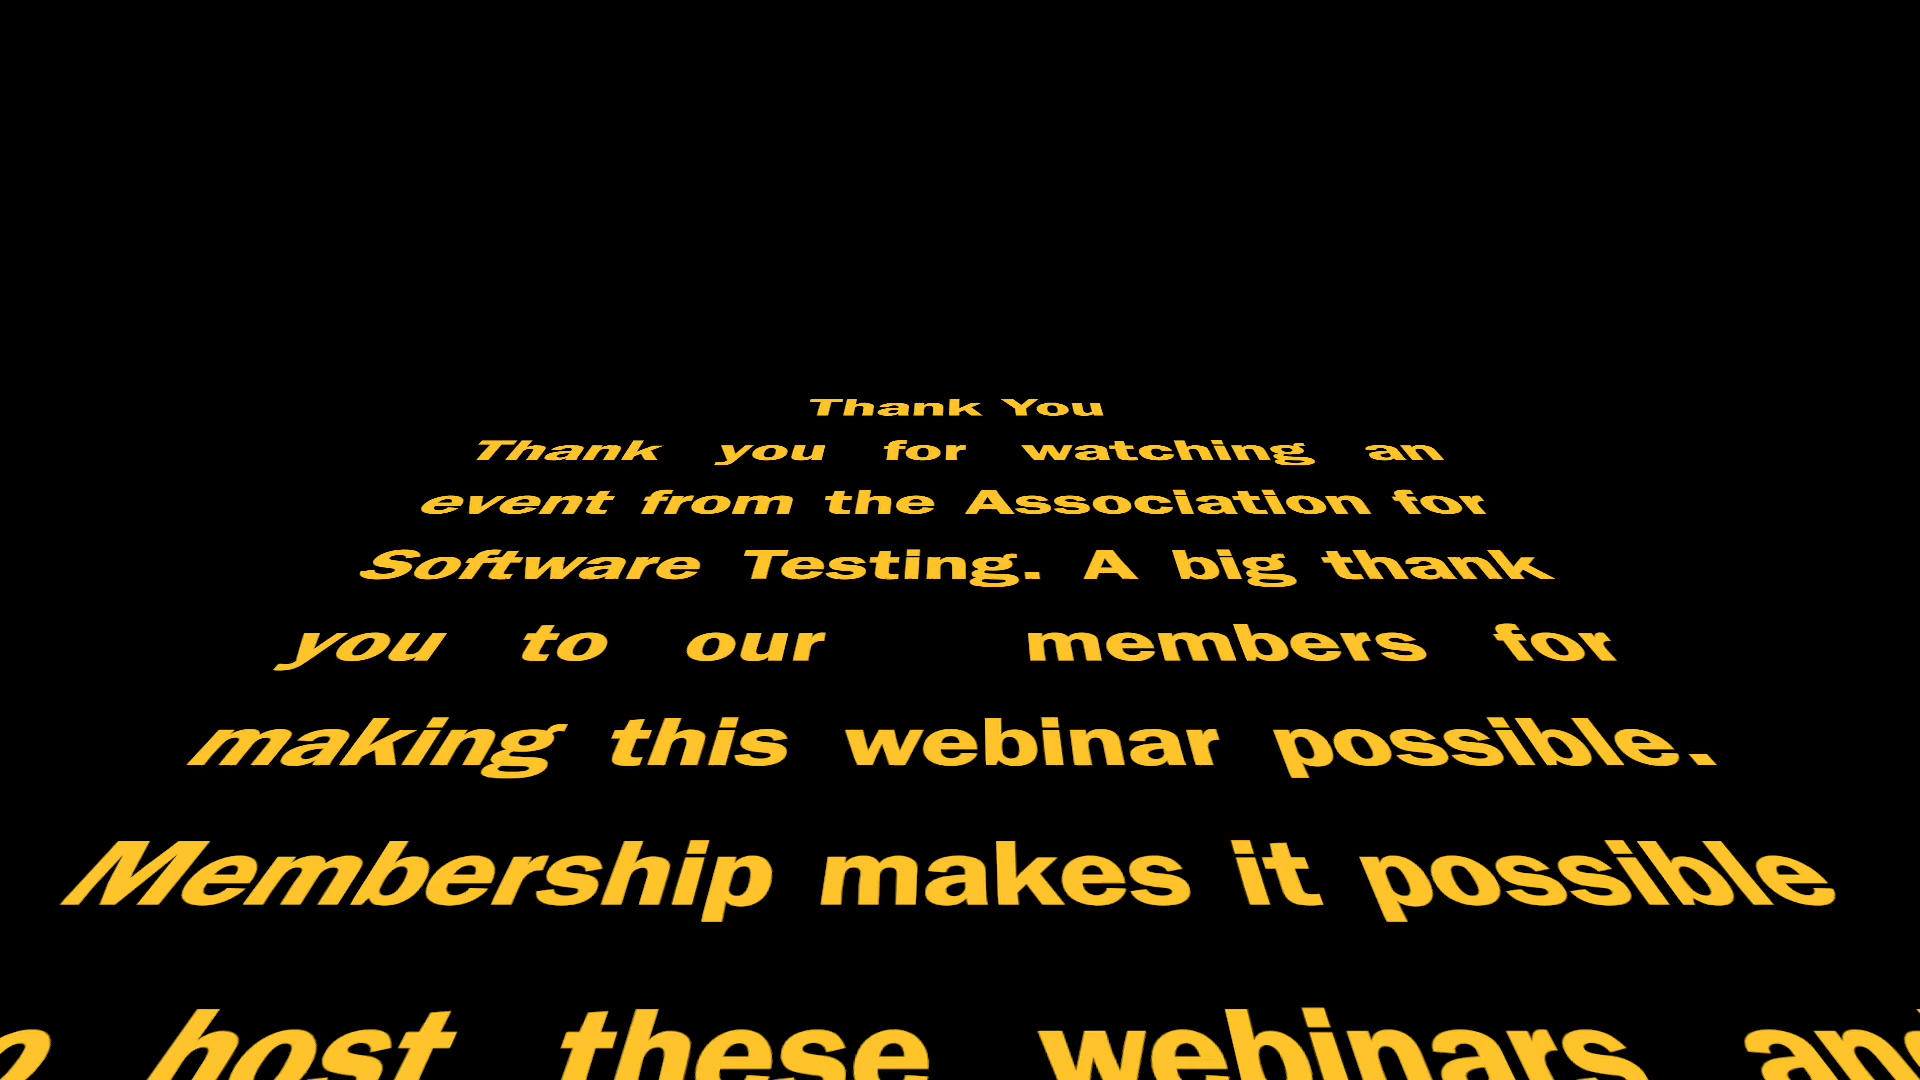 Thank You
Thank you for watching an
event from the Association for
Software Testing. A big thank
you to our members for
making this webinar possible.
Membership makes it possible
host these webinars